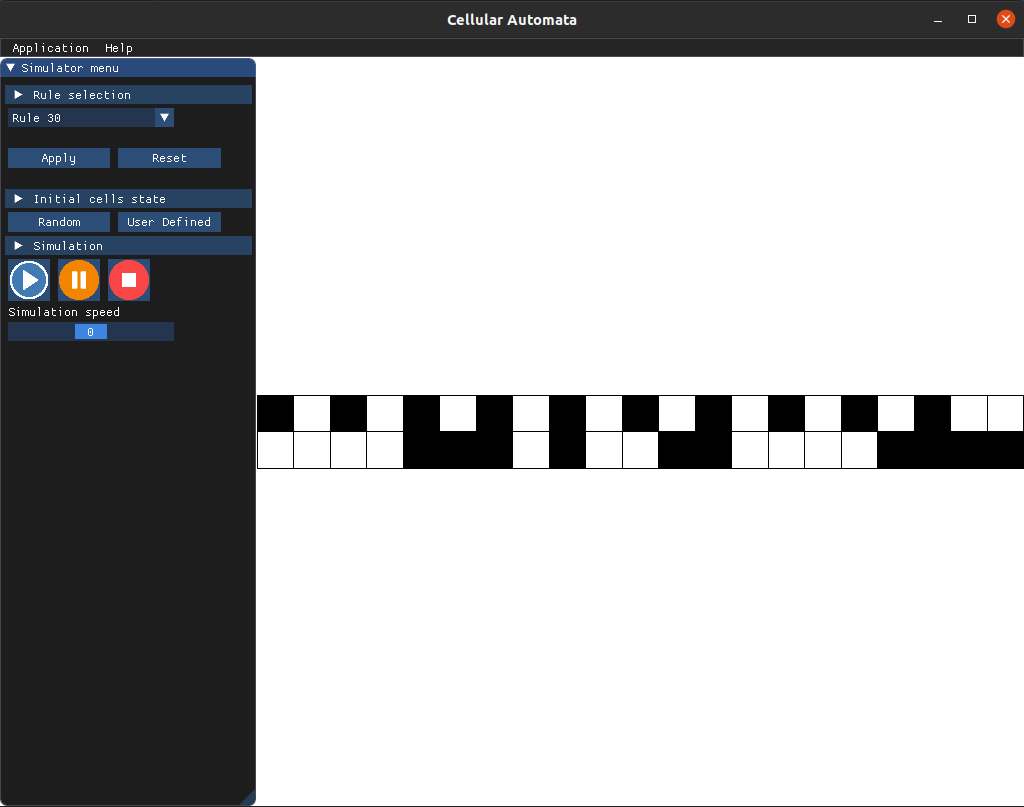 Cellular Automata
Application Help
Simulator menu
Rule selection
Rule 30
Apply Reset
Initial cells state
Random User Defined
Simulation
Simulation speed
0